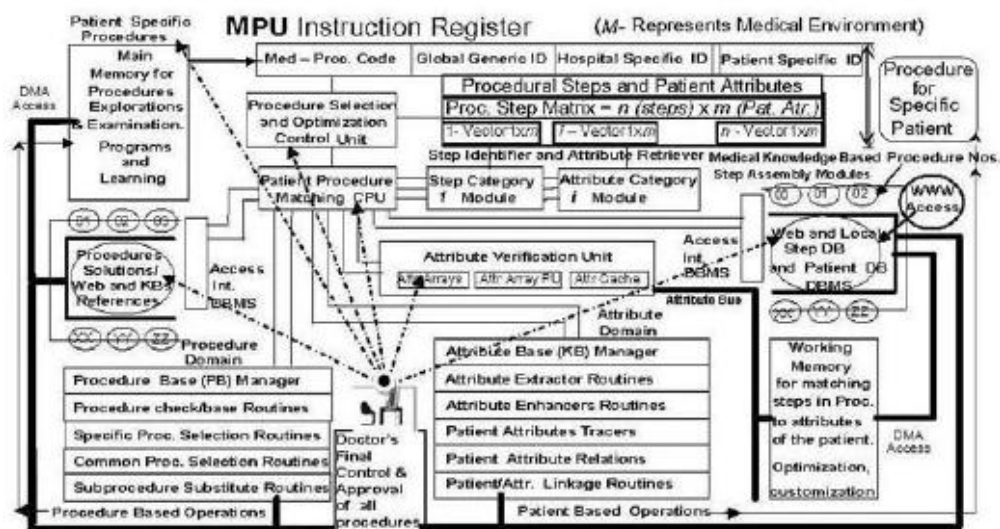 Patient Specific
Procedures
MPU Instruction Register
(M- Represents Medical Environment)
Main
Memory for
Procedures
Explorations
& Examination.
Programs
and
Learning
DMA
Access
Med – Proc. Code
Global Generic ID
Hospital Specific ID
Patient Specific ID
Procedural Steps and Patient Attributes
Proc. Step Matrix = n (steps) x m (Pat. Atr.)
1- Vector1xm
i – Vector1xm
n - Vector1xm
Procedure
for
Specific
Patient
Procedure Selection
and Optimization
Control Unit
Step Identifier and Attribute Retriever
Medical Knowledge Based Procedure Nos.
Step Assembly Modules
Patient Procedure
Matching CPU
Step Category
1 Module
Attribute Category
i Module
00 01 02
WWW
Access
01 02 03
Procedures
Solutions/
Web and KBs
References
XX YY ZZ
Access
Int.
DBMS
Attribute Verification Unit
Attr Arrays
Attr Array PU
Attr Cache
Access
Int.
DBMS
Web and Local
Step DB
and Patient DB
DBMS
XX YY ZZ
Attribute Bus
Attribute
Domain
Procedure
Domain
Procedure Base (PB) Manager
Procedure check/base Routines
Specific Proc. Selection Routines
Common Proc. Selection Routines
Subprocedure Substitute Routines
Procedure Based Operations
Doctor's
Final
Control &
Approval
of all
procedures
Attribute Base (KB) Manager
Attribute Extractor Routines
Attribute Enhancers Routines
Patient Attributes Tracers
Patient Attribute Relations
Patient/Attr. Linkage Routines
Patient Based Operations
Working
Memory
for matching
steps in Proc.
to attributes
of the patient.
Optimization,
customization
DMA
Access